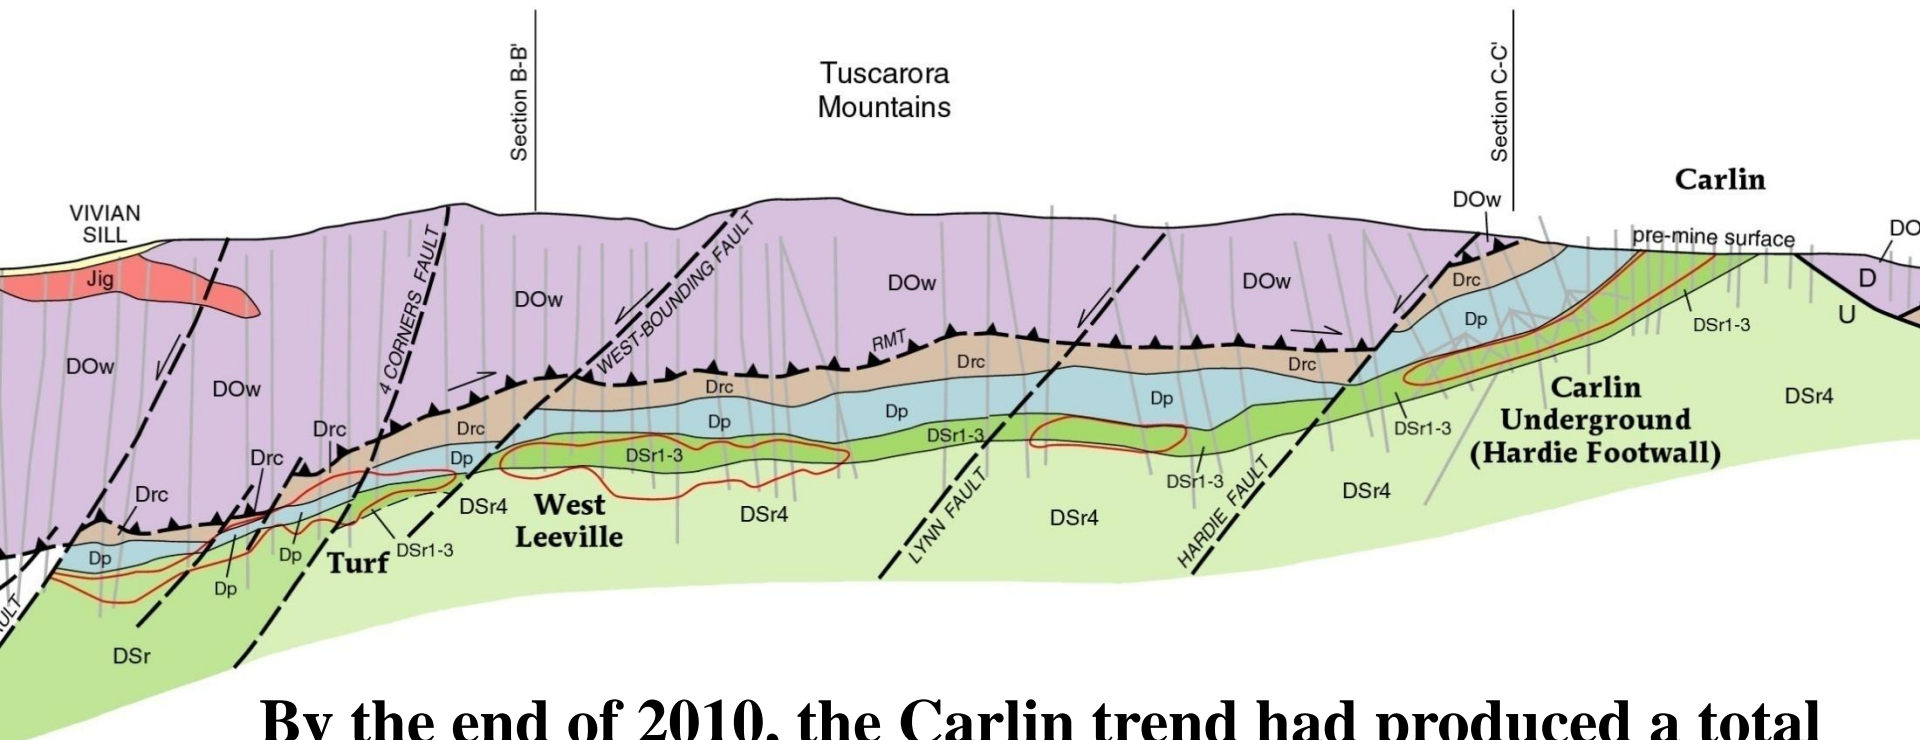 Section B-B'
Tuscarora
Mountains
Section C-C'
Carlin
DOw
pre-mine surface
DO
VIVIAN
SILL
Jig
4 CORNERS FAULT
WEST-BOUNDING FAULT
DOw
DOw
DOw
Drc
D
U
DOw
DOw
RMT
Dp
DSr1-3
Drc
Drc
Drc
Dp
Dp
Dp
Carlin
Underground
(Hardie Footwall)
DSr4
Drc
Drc
Dp
DSr1-3
DSr1-3
DSr1-3
Drc
Drc
DSr4
West
Leeville
DSr4
DSr4
DSr1-3
DSr4
LYNN FAULT
HARDIE FAULT
Dp
Dp
Turf
DSr1-3
Dp
DSr
By the end of 2010, the Carlin trend had produced a total